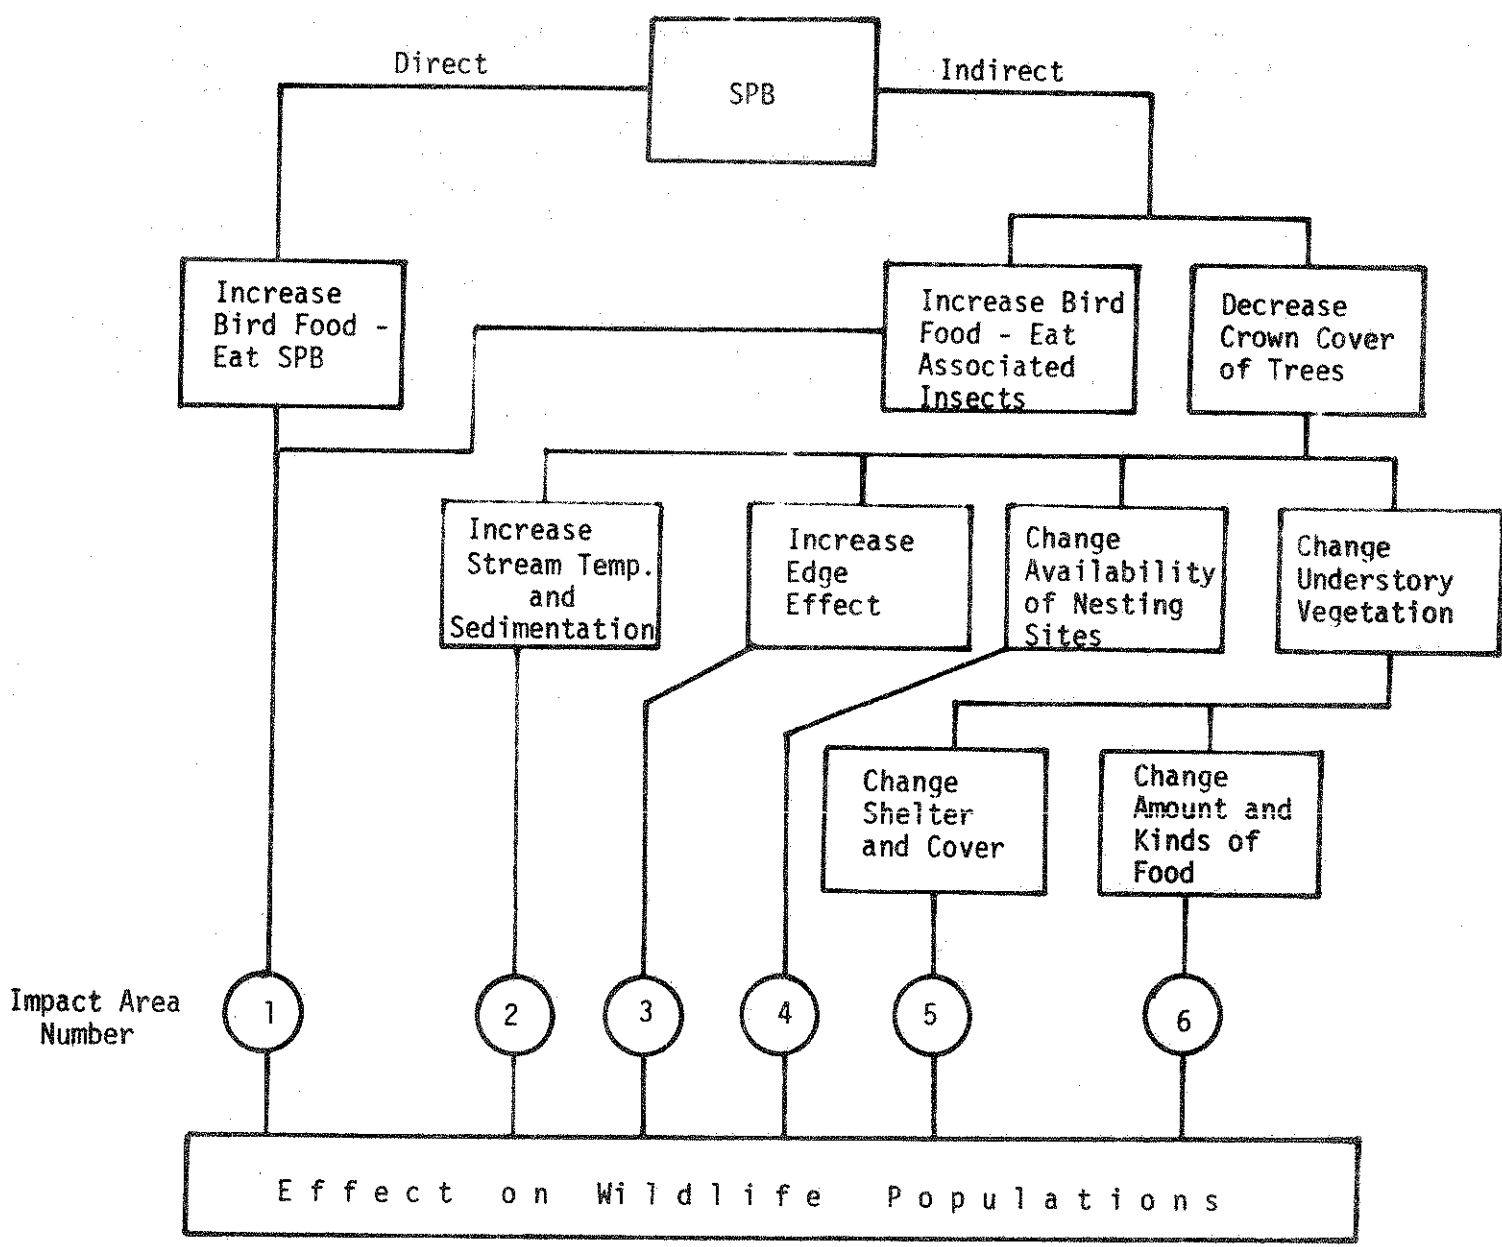 Direct
SPB
Indirect
Increase
Bird Food -
Eat SPB
Increase Bird
Food - Eat
Associated
Insects
Decrease
Crown Cover
of Trees
Increase
Stream Temp.
and
Sedimentation
Increase
Edge
Effect
Change
Availability
of Nesting
Sites
Change
Understory
Vegetation
Change
Shelter
and Cover
Change
Amount and
Kinds of
Food
Impact Area
Number
1
2
3
4
5
6
Effect on Wildlife Populations